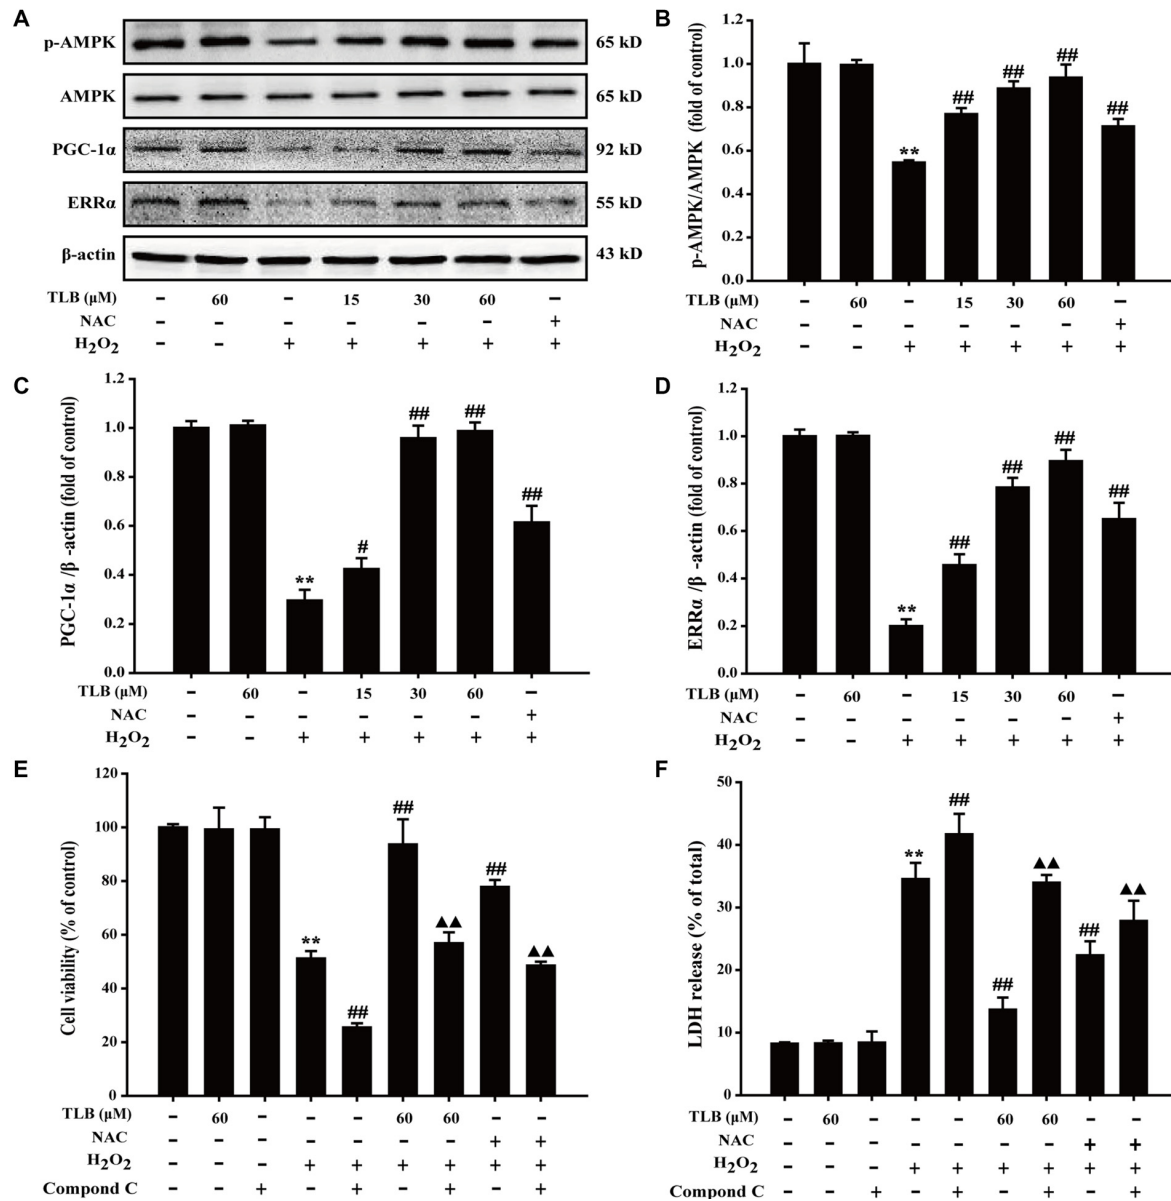 A
p-AMPK 65 kD
AMPK 65 kD
PGC-1α 92 kD
ERRα 55 kD
β-actin 43 kD
TLB (μM) – 60 – 15 30 60 –
NAC – – – – – – +
H2O2 – – + + + + +
B
p-AMPK/AMPK (fold of control)
1.2
1.0
0.8
0.6
0.4
0.2
0.0
** ## ## ## ##
TLB (μM) – 60 – 15 30 60 –
NAC – – – – – – +
H2O2 – – + + + + +
C
PGC-1α /β -actin (fold of control)
1.2
1.0
0.8
0.6
0.4
0.2
0.0
** # ## ## ##
TLB (μM) – 60 – 15 30 60 –
NAC – – – – – – +
H2O2 – – + + + + +
D
ERRα /β -actin (fold of control)
1.2
1.0
0.8
0.6
0.4
0.2
0.0
** ## ## ## ##
TLB (μM) – 60 – 15 30 60 –
NAC – – – – – – +
H2O2 – – + + + + +
E
Cell viability (% of control)
120
100
80
60
40
20
0
** ## ## ▲▲ ## ▲▲
TLB (μM) – 60 – – – 60 60 – –
NAC – – – – – – – + +
H2O2 – – – + + + + + +
Compond C – – + – + – + – +
F
LDH release (% of total)
50
40
30
20
10
0
** ## ## ▲▲ ## ▲▲
TLB (μM) – 60 – – – 60 60 – –
NAC – – – – – – – + +
H2O2 – – – + + + + + +
Compond C – – + – + – + – +